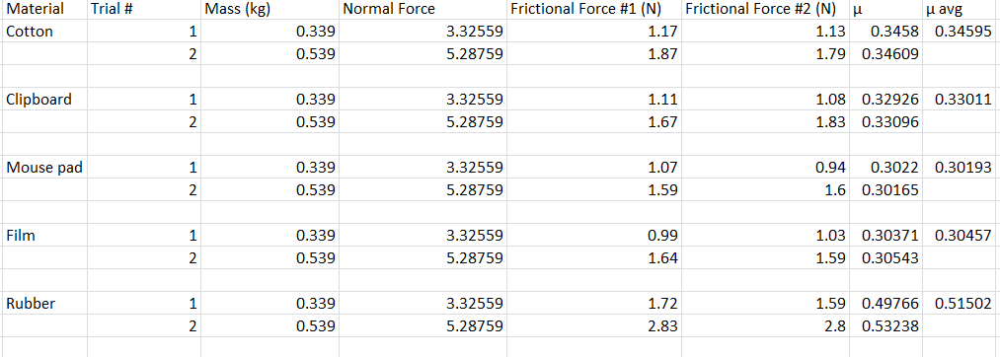 Material Trial # Mass (kg) Normal Force Frictional Force #1 (N) Frictional Force #2 (N) μ μ avg
Cotton 1 0.339 3.32559 1.17 1.13 0.3458 0.34595
2 0.539 5.28759 1.87 1.79 0.34609
Clipboard 1 0.339 3.32559 1.11 1.08 0.32926 0.33011
2 0.539 5.28759 1.67 1.83 0.33096
Mouse pad 1 0.339 3.32559 1.07 0.94 0.3022 0.30193
2 0.539 5.28759 1.59 1.6 0.30165
Film 1 0.339 3.32559 0.99 1.03 0.30371 0.30457
2 0.539 5.28759 1.64 1.59 0.30543
Rubber 1 0.339 3.32559 1.72 1.59 0.49766 0.51502
2 0.539 5.28759 2.83 2.8 0.53238